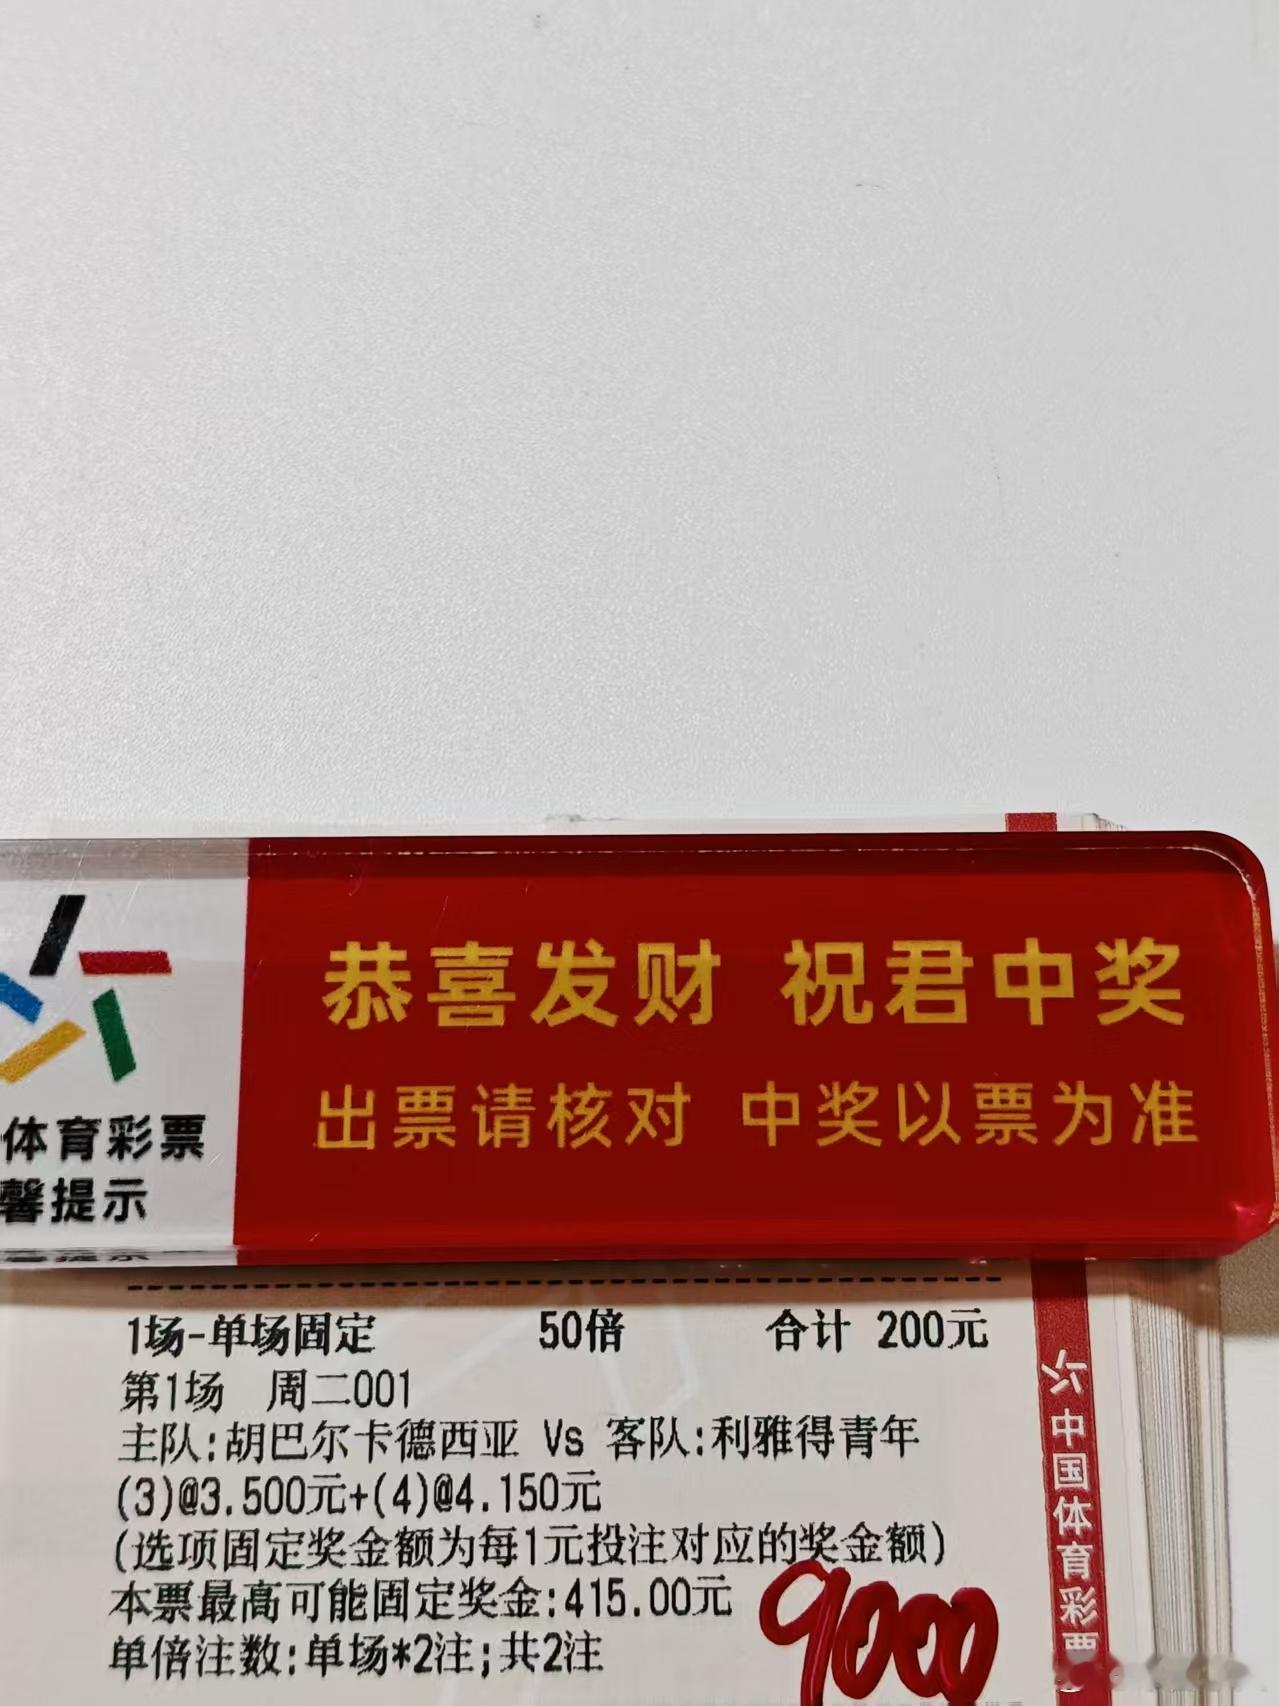 恭喜发财 祝君中奖
出票请核对 中奖以票为准
体育彩票
馨提示
1场-单场固定 50倍 合计 200元
第1场 周二001
主队:胡巴尔卡德西亚 Vs 客队:利雅得青年
(3)@3.500元+(4)@4.150元
(选项固定奖金额为每1元投注对应的奖金额)
本票最高可能固定奖金:415.00元
单倍注数:单场*2注;共2注
9000
中国体育彩票